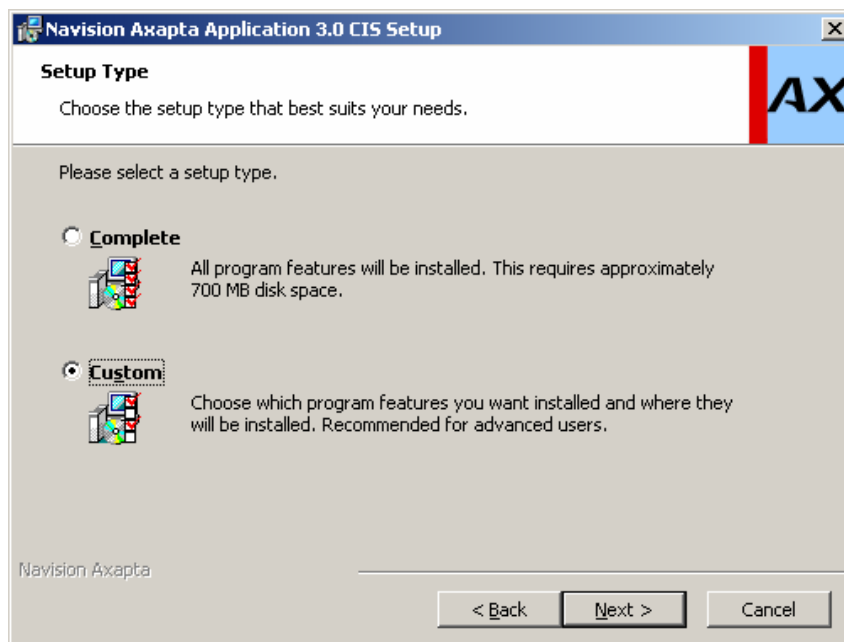 Navision Axapta Application 3.0 CIS Setup
Setup Type
Choose the setup type that best suits your needs.
AX
Please select a setup type.
Complete
All program features will be installed. This requires approximately
700 MB disk space.
Custom
Choose which program features you want installed and where they
will be installed. Recommended for advanced users.
Navision Axapta
< Back
Next >
Cancel